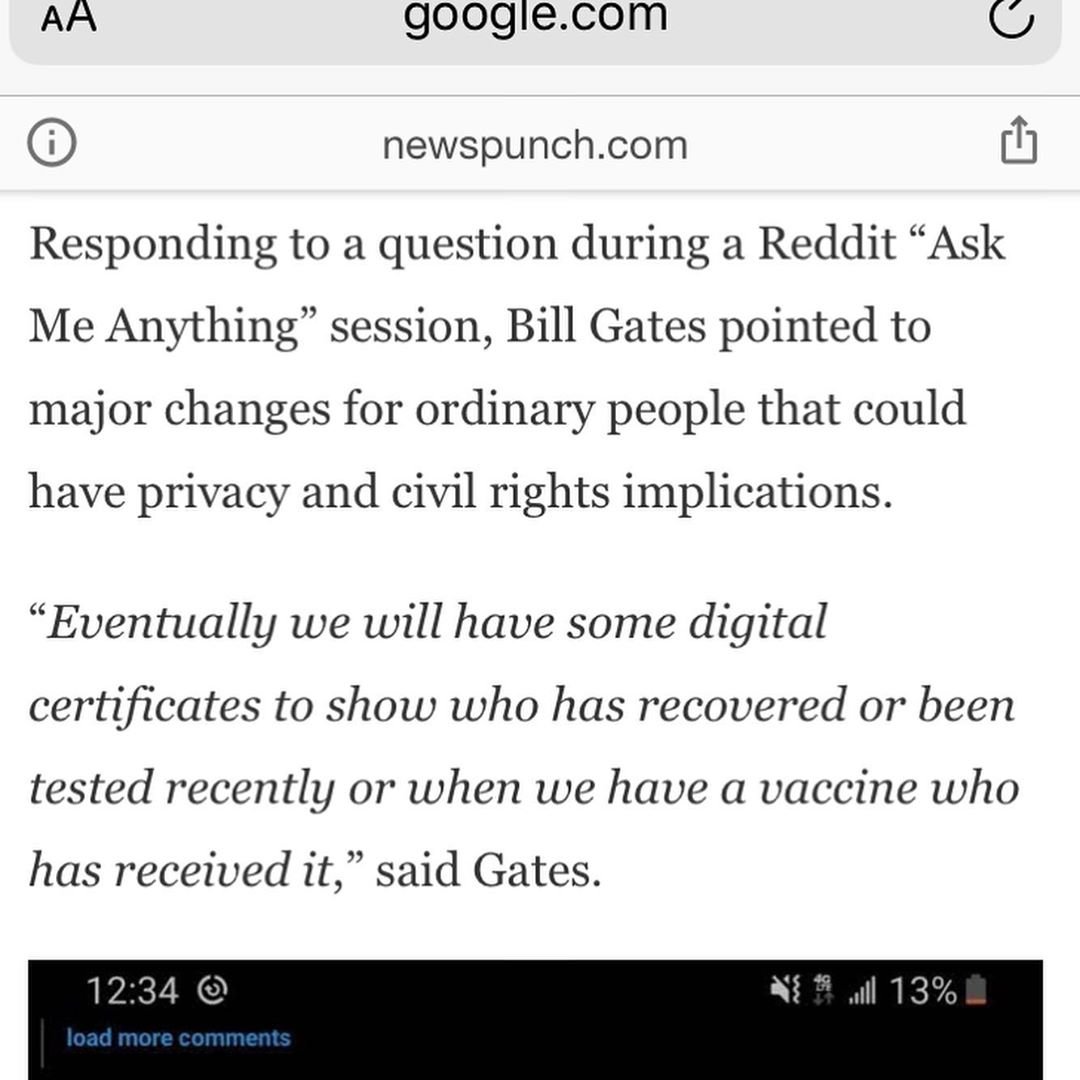 AA google.com
newspunch.com
Responding to a question during a Reddit “Ask
Me Anything” session, Bill Gates pointed to
major changes for ordinary people that could
have privacy and civil rights implications.
“Eventually we will have some digital
certificates to show who has recovered or been
tested recently or when we have a vaccine who
has received it,” said Gates.
12:34 4G 13%
load more comments